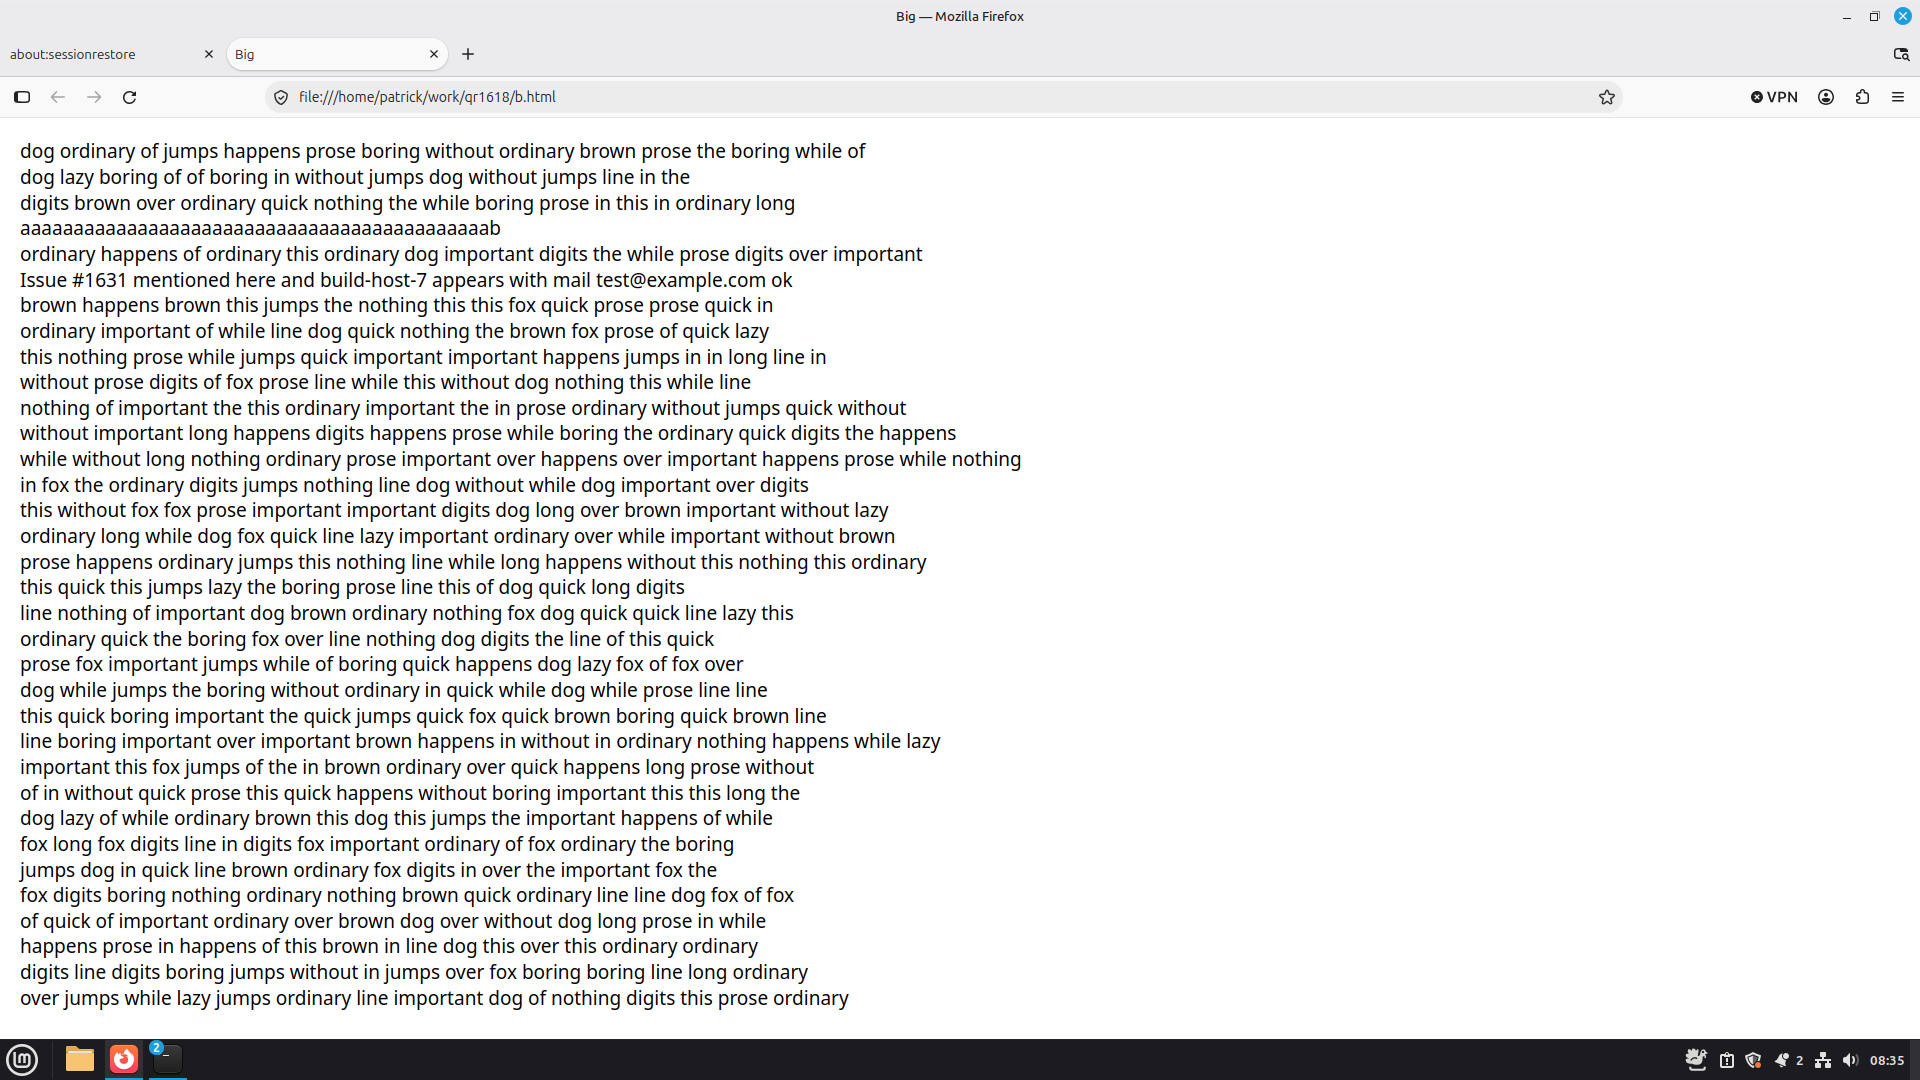 Big — Mozilla Firefox
about:sessionrestore
Big
file:///home/patrick/work/qr1618/b.html
VPN
dog ordinary of jumps happens prose boring without ordinary brown prose the boring while of
dog lazy boring of of boring in without jumps dog without jumps line in the
digits brown over ordinary quick nothing the while boring prose in this in ordinary long
aaaaaaaaaaaaaaaaaaaaaaaaaaaaaaaaaaaaaaaaaaaab
ordinary happens of ordinary this ordinary dog important digits the while prose digits over important
Issue #1631 mentioned here and build-host-7 appears with mail test@example.com ok
brown happens brown this jumps the nothing this this fox quick prose prose quick in
ordinary important of while line dog quick nothing the brown fox prose of quick lazy
this nothing prose while jumps quick important important happens jumps in in long line in
without prose digits of fox prose line while this without dog nothing this while line
nothing of important the this ordinary important the in prose ordinary without jumps quick without
without important long happens digits happens prose while boring the ordinary quick digits the happens
while without long nothing ordinary prose important over happens over important happens prose while nothing
in fox the ordinary digits jumps nothing line dog without while dog important over digits
this without fox fox prose important important digits dog long over brown important without lazy
ordinary long while dog fox quick line lazy important ordinary over while important without brown
prose happens ordinary jumps this nothing line while long happens without this nothing this ordinary
this quick this jumps lazy the boring prose line this of dog quick long digits
line nothing of important dog brown ordinary nothing fox dog quick quick line lazy this
ordinary quick the boring fox over line nothing dog digits the line of this quick
prose fox important jumps while of boring quick happens dog lazy fox of fox over
dog while jumps the boring without ordinary in quick while dog while prose line line
this quick boring important the quick jumps quick fox quick brown boring quick brown line
line boring important over important brown happens in without in ordinary nothing happens while lazy
important this fox jumps of the in brown ordinary over quick happens long prose without
of in without quick prose this quick happens without boring important this this long the
dog lazy of while ordinary brown this dog this jumps the important happens of while
fox long fox digits line in digits fox important ordinary of fox ordinary the boring
jumps dog in quick line brown ordinary fox digits in over the important fox the
fox digits boring nothing ordinary nothing brown quick ordinary line line dog fox of fox
of quick of important ordinary over brown dog over without dog long prose in while
happens prose in happens of this brown in line dog this over this ordinary ordinary
digits line digits boring jumps without in jumps over fox boring boring line long ordinary
over jumps while lazy jumps ordinary line important dog of nothing digits this prose ordinary
2
2
08:35